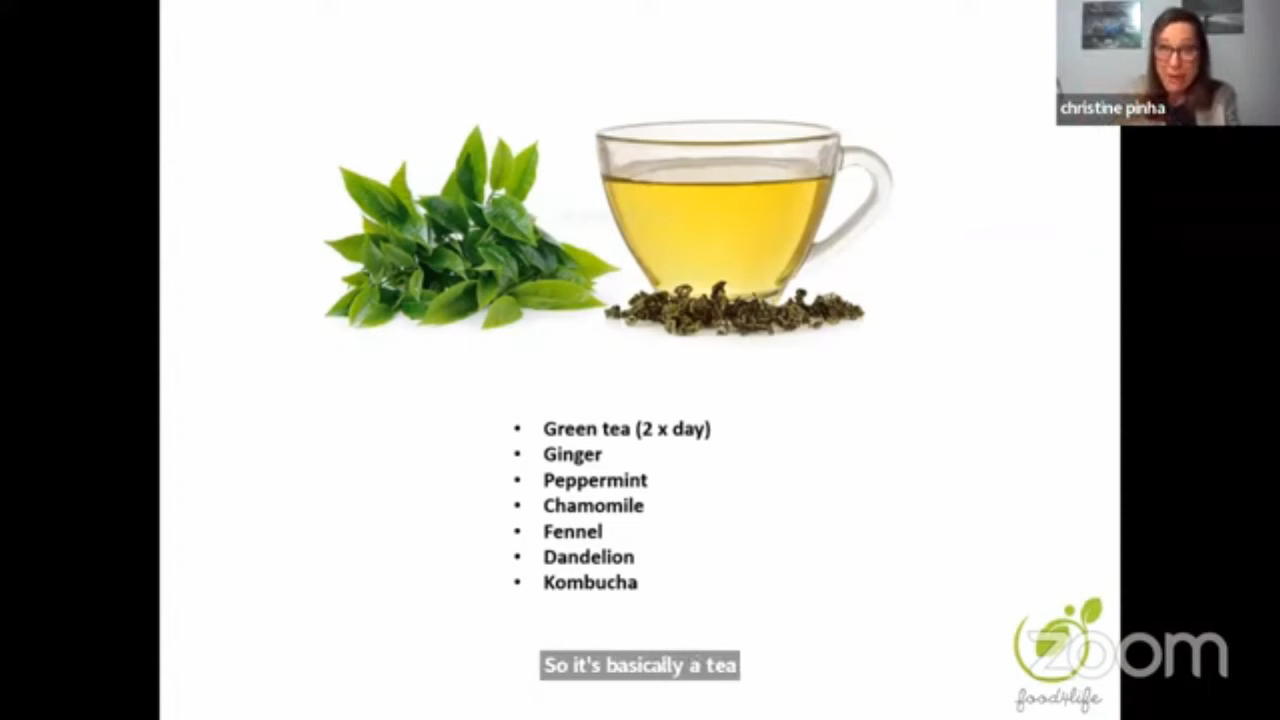 christine pinha
• Green tea (2 x day)
• Ginger
• Peppermint
• Chamomile
• Fennel
• Dandelion
• Kombucha
So it's basically a tea
zoom
food4life